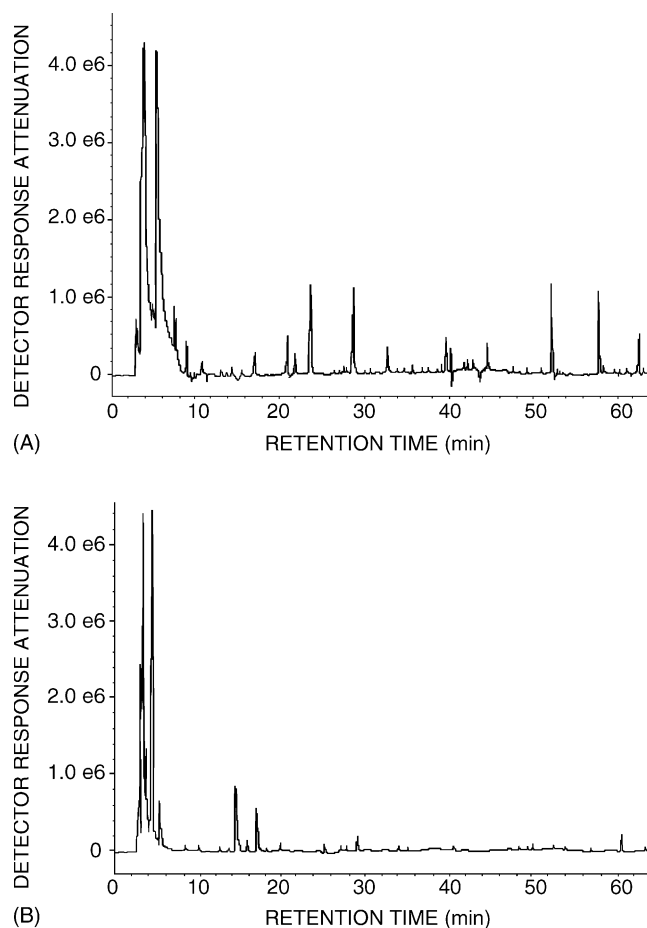 DETECTOR RESPONSE ATTENUATION
4.0 e6
3.0 e6
2.0 e6
1.0 e6
0
0 10 20 30 40 50 60
(A) RETENTION TIME (min)
DETECTOR RESPONSE ATTENUATION
4.0 e6
3.0 e6
2.0 e6
1.0 e6
0
0 10 20 30 40 50 60
(B) RETENTION TIME (min)